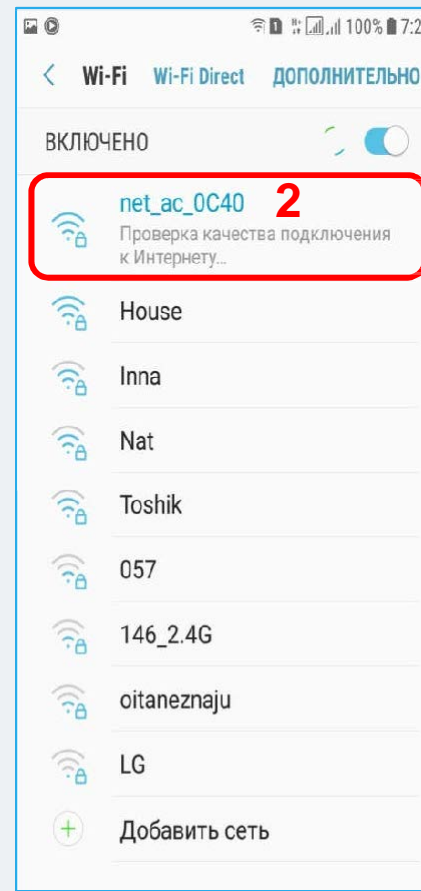 100% 7:2
Wi-Fi Wi-Fi Direct ДОПОЛНИТЕЛЬНО
ВКЛЮЧЕНО
net_ac_0C40 2
Проверка качества подключения
к Интернету...
House
Inna
Nat
Toshik
057
146_2.4G
oitaneznaju
LG
Добавить сеть